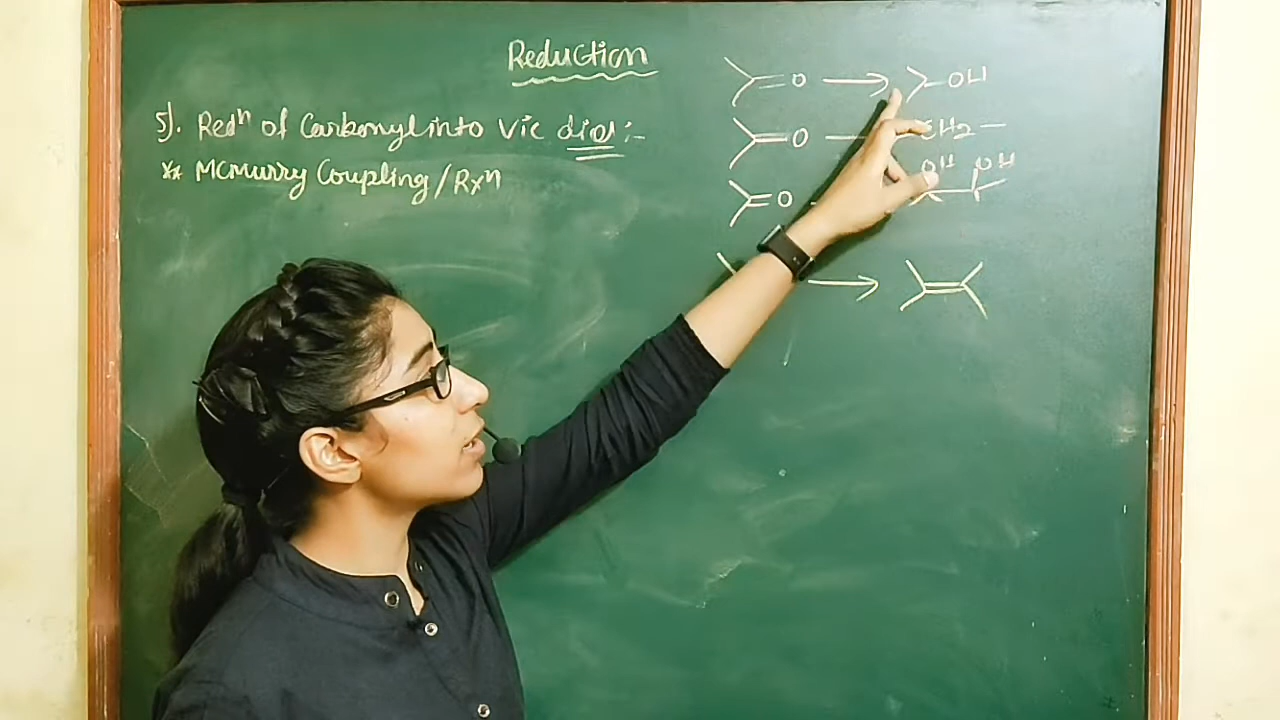 Reduction
5). Redⁿ of Carbonyl into Vic diol :-
** McMurry Coupling/Rxⁿ
=O → -OH
=O — CH2 —
=O - OH OH
→